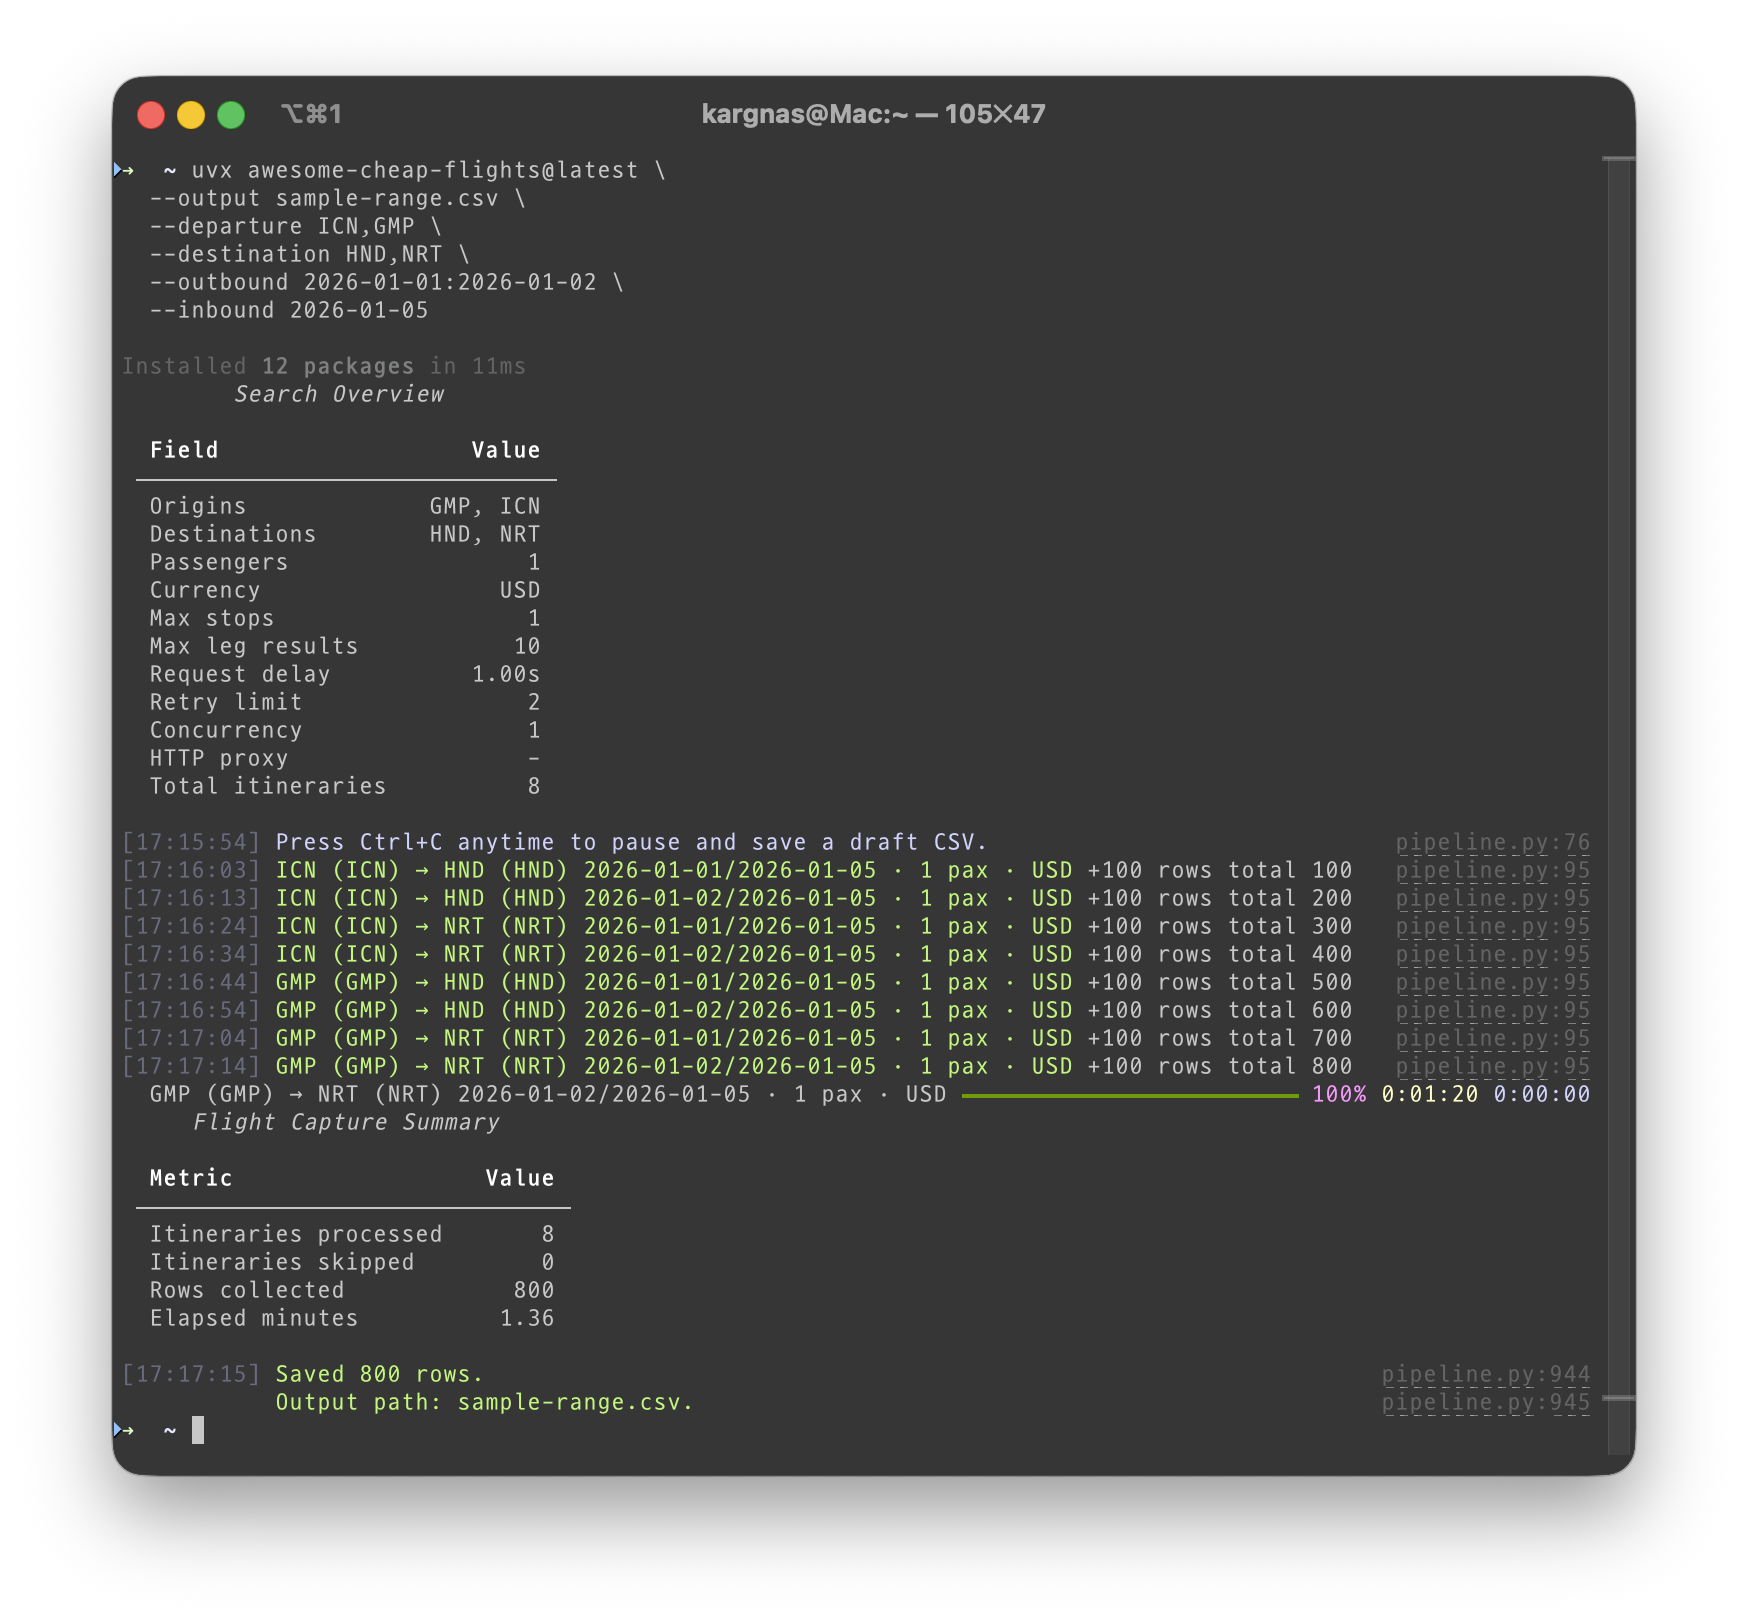 ⌥⌘1
kargnas@Mac:~ — 105✕47
→ ~ uvx awesome-cheap-flights@latest \
--output sample-range.csv \
--departure ICN,GMP \
--destination HND,NRT \
--outbound 2026-01-01:2026-01-02 \
--inbound 2026-01-05
Installed 12 packages in 11ms
Search Overview
Field Value
Origins GMP, ICN
Destinations HND, NRT
Passengers 1
Currency USD
Max stops 1
Max leg results 10
Request delay 1.00s
Retry limit 2
Concurrency 1
HTTP proxy -
Total itineraries 8
[17:15:54] Press Ctrl+C anytime to pause and save a draft CSV. pipeline.py:76
[17:16:03] ICN (ICN) → HND (HND) 2026-01-01/2026-01-05 · 1 pax · USD +100 rows total 100 pipeline.py:95
[17:16:13] ICN (ICN) → HND (HND) 2026-01-02/2026-01-05 · 1 pax · USD +100 rows total 200 pipeline.py:95
[17:16:24] ICN (ICN) → NRT (NRT) 2026-01-01/2026-01-05 · 1 pax · USD +100 rows total 300 pipeline.py:95
[17:16:34] ICN (ICN) → NRT (NRT) 2026-01-02/2026-01-05 · 1 pax · USD +100 rows total 400 pipeline.py:95
[17:16:44] GMP (GMP) → HND (HND) 2026-01-01/2026-01-05 · 1 pax · USD +100 rows total 500 pipeline.py:95
[17:16:54] GMP (GMP) → HND (HND) 2026-01-02/2026-01-05 · 1 pax · USD +100 rows total 600 pipeline.py:95
[17:17:04] GMP (GMP) → NRT (NRT) 2026-01-01/2026-01-05 · 1 pax · USD +100 rows total 700 pipeline.py:95
[17:17:14] GMP (GMP) → NRT (NRT) 2026-01-02/2026-01-05 · 1 pax · USD +100 rows total 800 pipeline.py:95
GMP (GMP) → NRT (NRT) 2026-01-02/2026-01-05 · 1 pax · USD 100% 0:01:20 0:00:00
Flight Capture Summary
Metric Value
Itineraries processed 8
Itineraries skipped 0
Rows collected 800
Elapsed minutes 1.36
[17:17:15] Saved 800 rows. pipeline.py:944
Output path: sample-range.csv. pipeline.py:945
→ ~